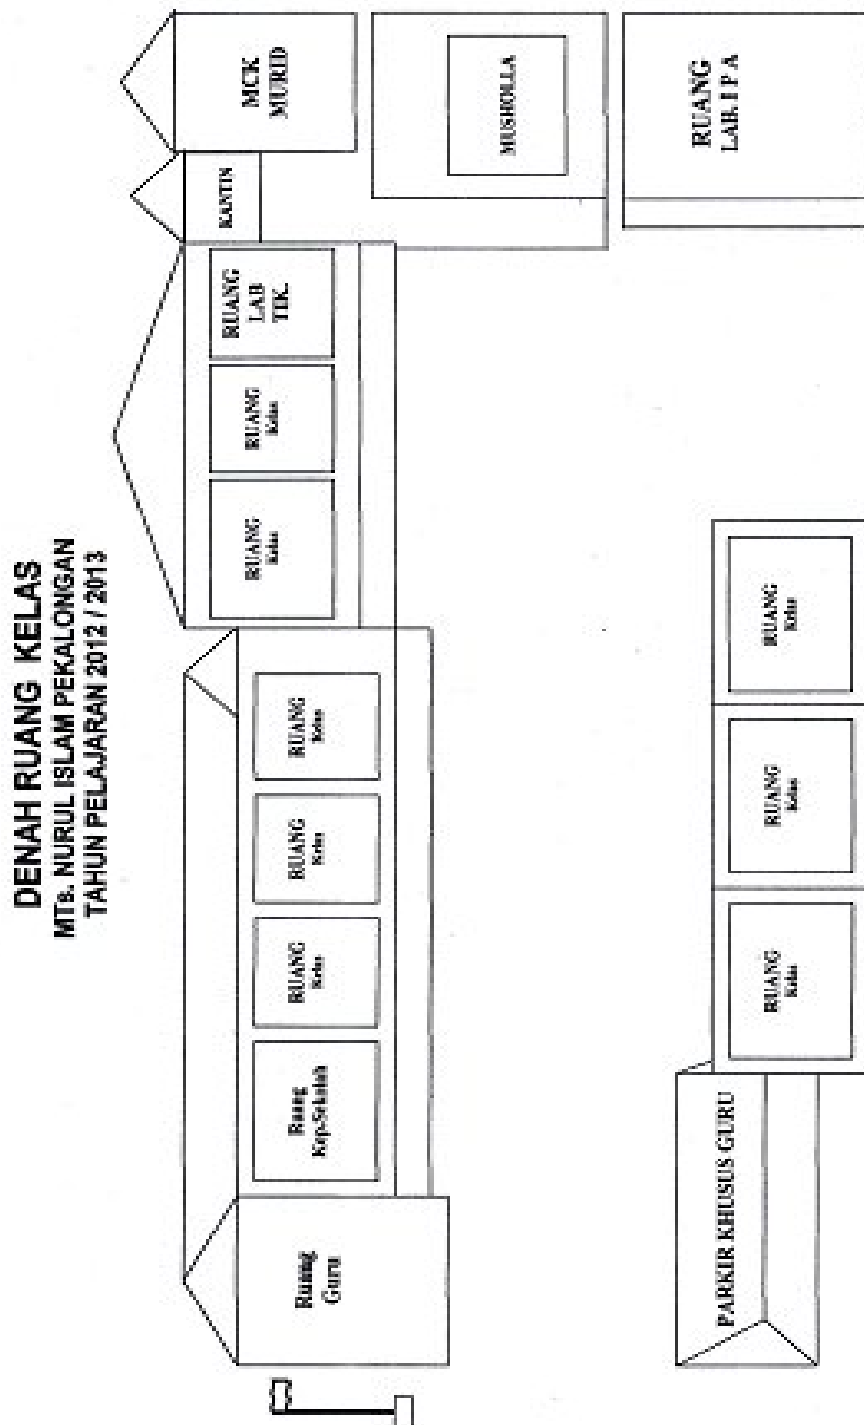 DENAH RUANG KELAS
MTs. NURUL ISLAM PEKALONGAN
TAHUN PELAJARAN 2012 / 2013
Ruang
Guru
Ruang
Kep.Sekolah
RUANG
Kelas
RUANG
Kelas
RUANG
Kelas
RUANG
Kelas
RUANG
Kelas
RUANG
LAB
TIK.
KANTIN
MCK
MURID
MUSHOLLA
RUANG
LAB. I P A
PARKIR KHUSUS GURU
RUANG
Kelas
RUANG
Kelas
RUANG
Kelas